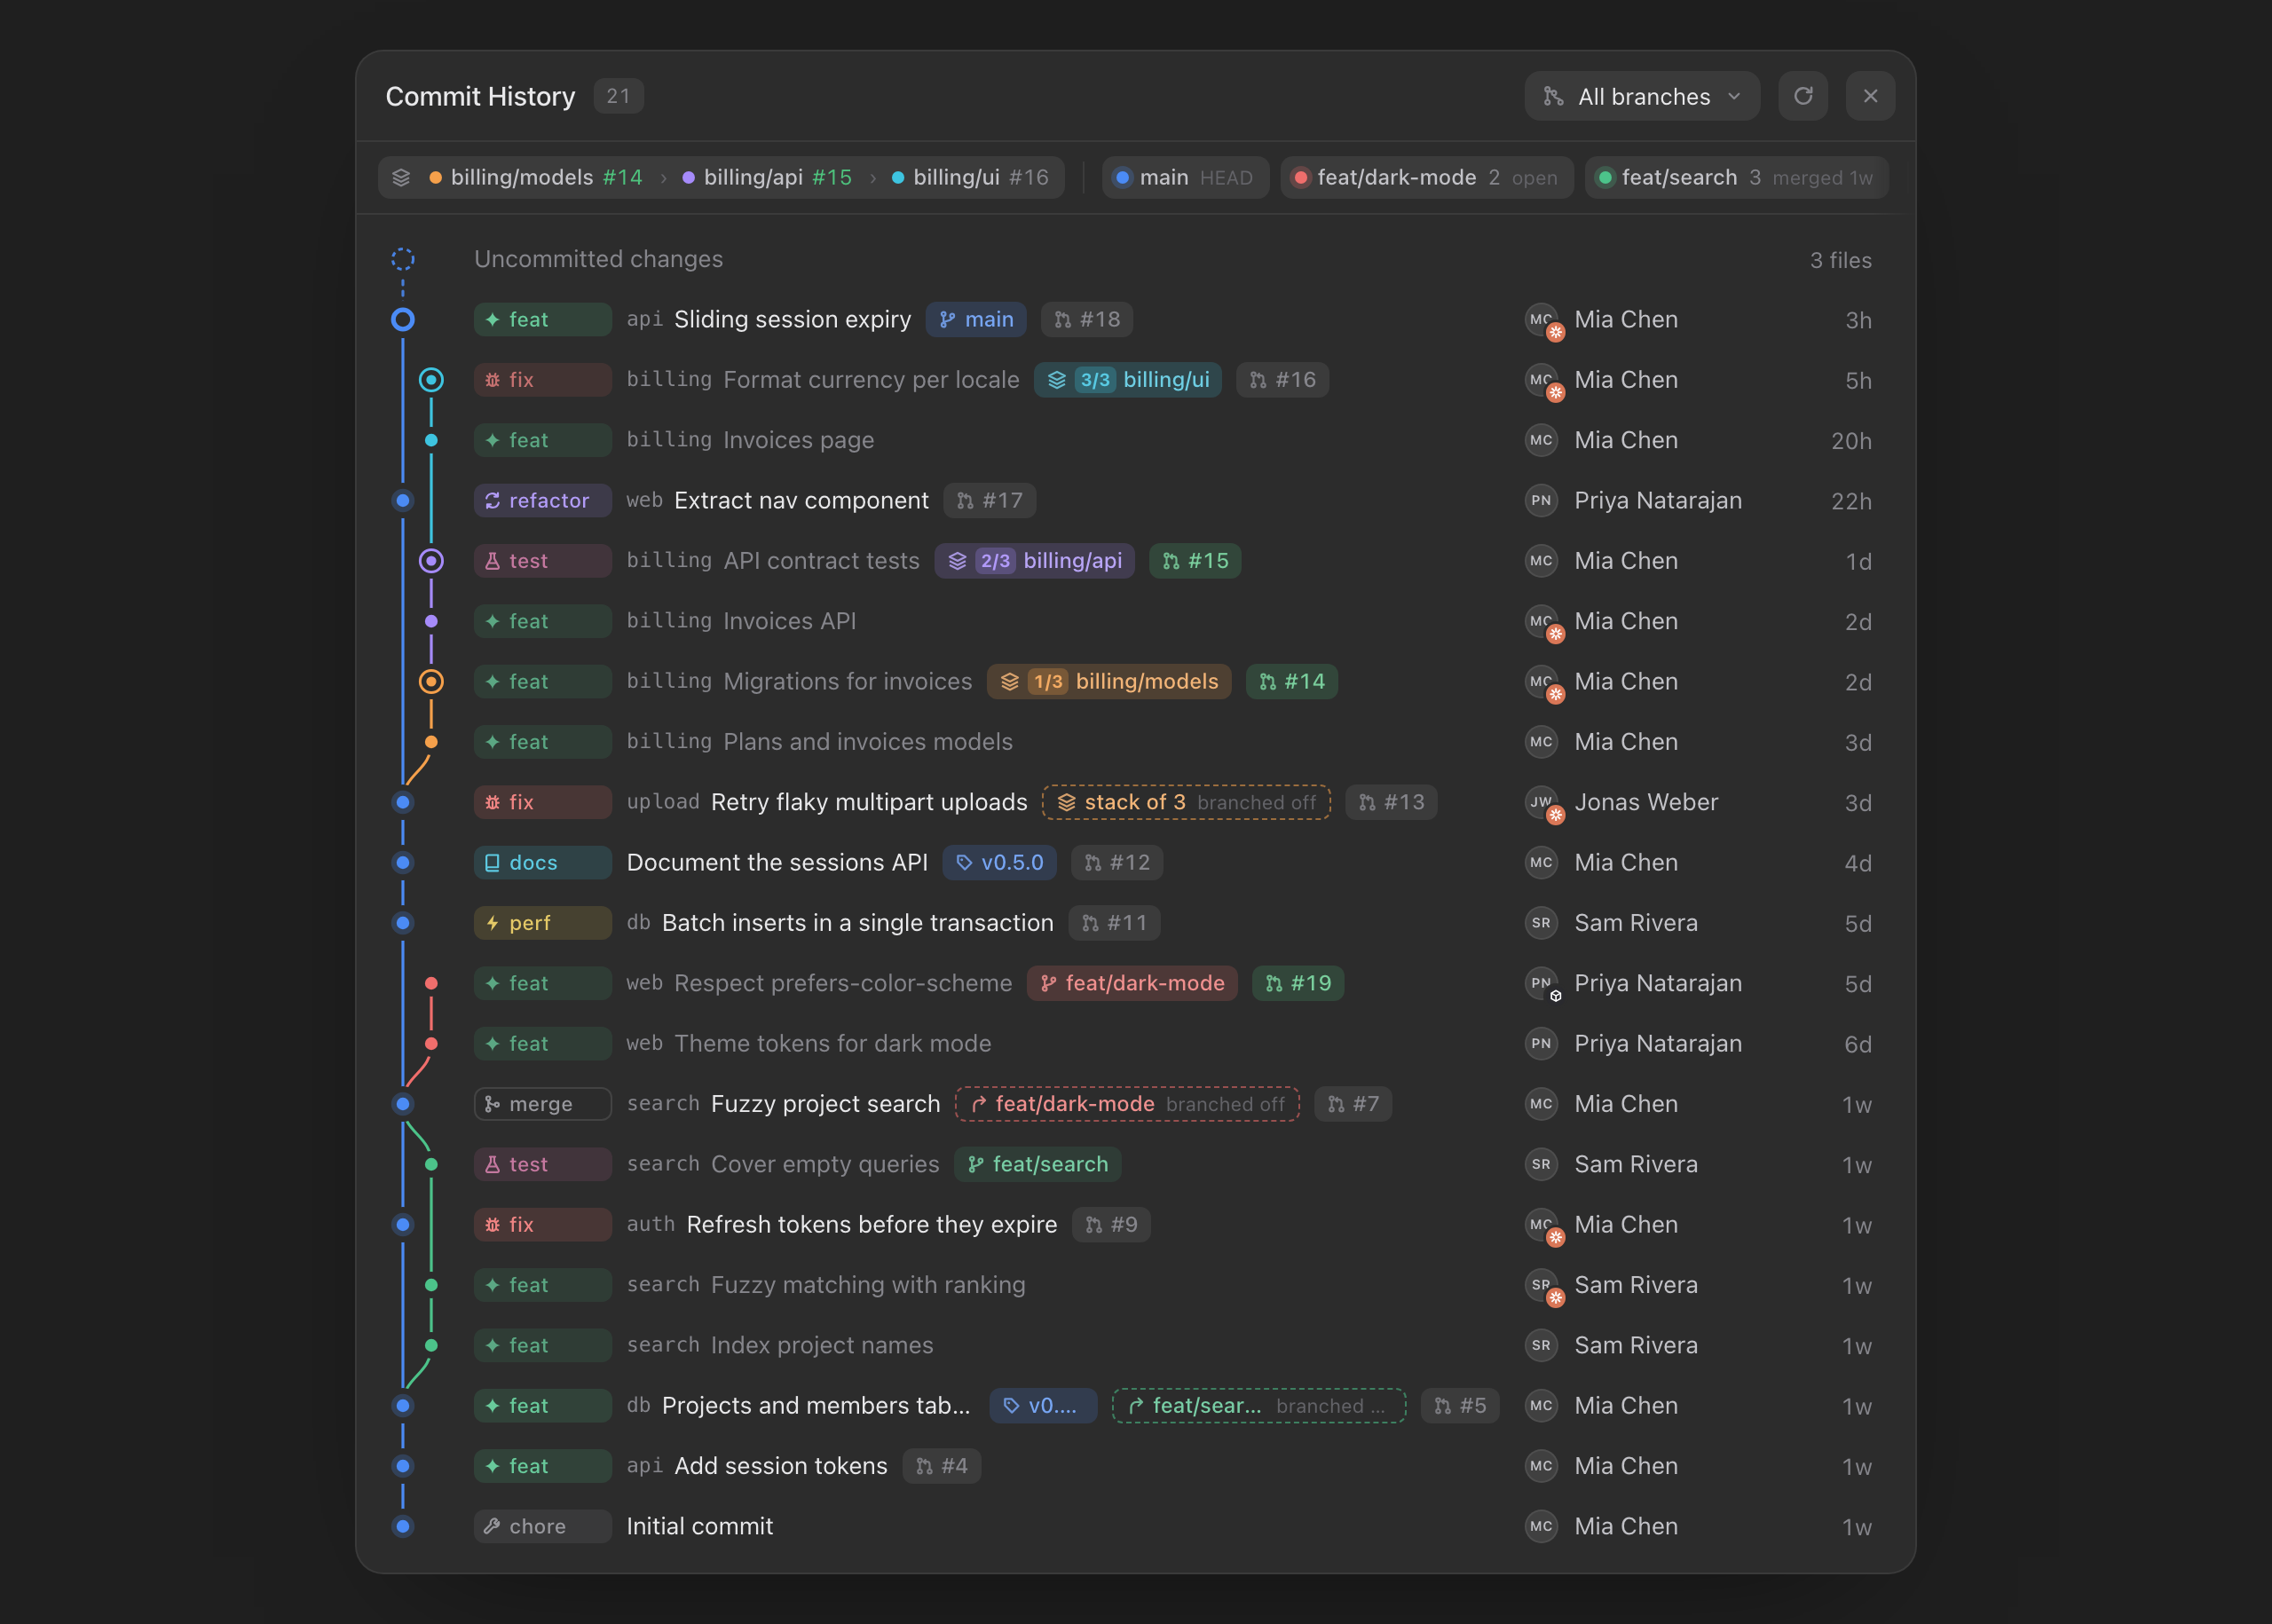 Commit History 21 All branches
billing/models #14 › billing/api #15 › billing/ui #16 main HEAD feat/dark-mode 2 open feat/search 3 merged 1w
Uncommitted changes 3 files
feat api Sliding session expiry main #18 MC Mia Chen 3h
fix billing Format currency per locale 3/3 billing/ui #16 MC Mia Chen 5h
feat billing Invoices page MC Mia Chen 20h
refactor web Extract nav component #17 PN Priya Natarajan 22h
test billing API contract tests 2/3 billing/api #15 MC Mia Chen 1d
feat billing Invoices API MC Mia Chen 2d
feat billing Migrations for invoices 1/3 billing/models #14 MC Mia Chen 2d
feat billing Plans and invoices models MC Mia Chen 3d
fix upload Retry flaky multipart uploads stack of 3 branched off #13 JW Jonas Weber 3d
docs Document the sessions API v0.5.0 #12 MC Mia Chen 4d
perf db Batch inserts in a single transaction #11 SR Sam Rivera 5d
feat web Respect prefers-color-scheme feat/dark-mode #19 PN Priya Natarajan 5d
feat web Theme tokens for dark mode PN Priya Natarajan 6d
merge search Fuzzy project search feat/dark-mode branched off #7 MC Mia Chen 1w
test search Cover empty queries feat/search SR Sam Rivera 1w
fix auth Refresh tokens before they expire #9 MC Mia Chen 1w
feat search Fuzzy matching with ranking SR Sam Rivera 1w
feat search Index project names SR Sam Rivera 1w
feat db Projects and members tab... v0.... feat/sear... branched ... #5 MC Mia Chen 1w
feat api Add session tokens #4 MC Mia Chen 1w
chore Initial commit MC Mia Chen 1w